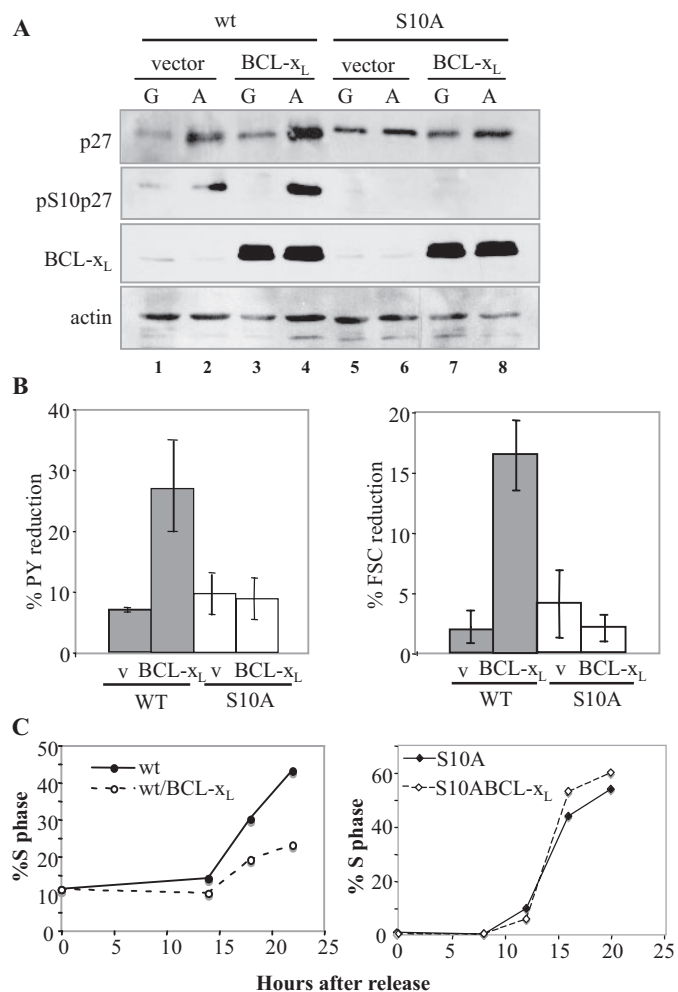 A
wt S10A
vector BCL-xL vector BCL-xL
G A G A G A G A
p27
pS10p27
BCL-xL
actin
1 2 3 4 5 6 7 8
B
40
30
20
10
0
% PY reduction
v BCL-xL v BCL-xL
WT S10A
20
15
10
5
0
% FSC reduction
v BCL-xL v BCL-xL
WT S10A
C
50
40
30
20
10
0
%S phase
wt
wt/BCL-xL
0 5 10 15 20 25
60
40
20
0
% S phase
S10A
S10ABCL-xL
0 5 10 15 20 25
Hours after release